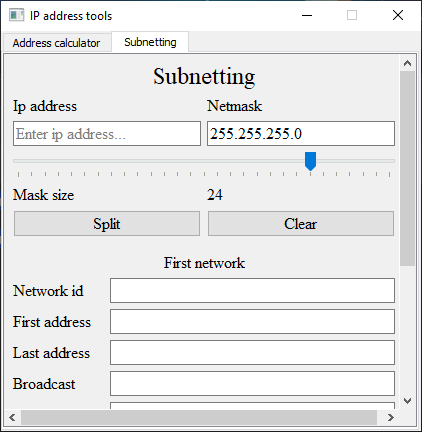 IP address tools
Address calculator Subnetting
Subnetting
Ip address Netmask
Enter ip address... 255.255.255.0
Mask size 24
Split Clear
First network
Network id
First address
Last address
Broadcast